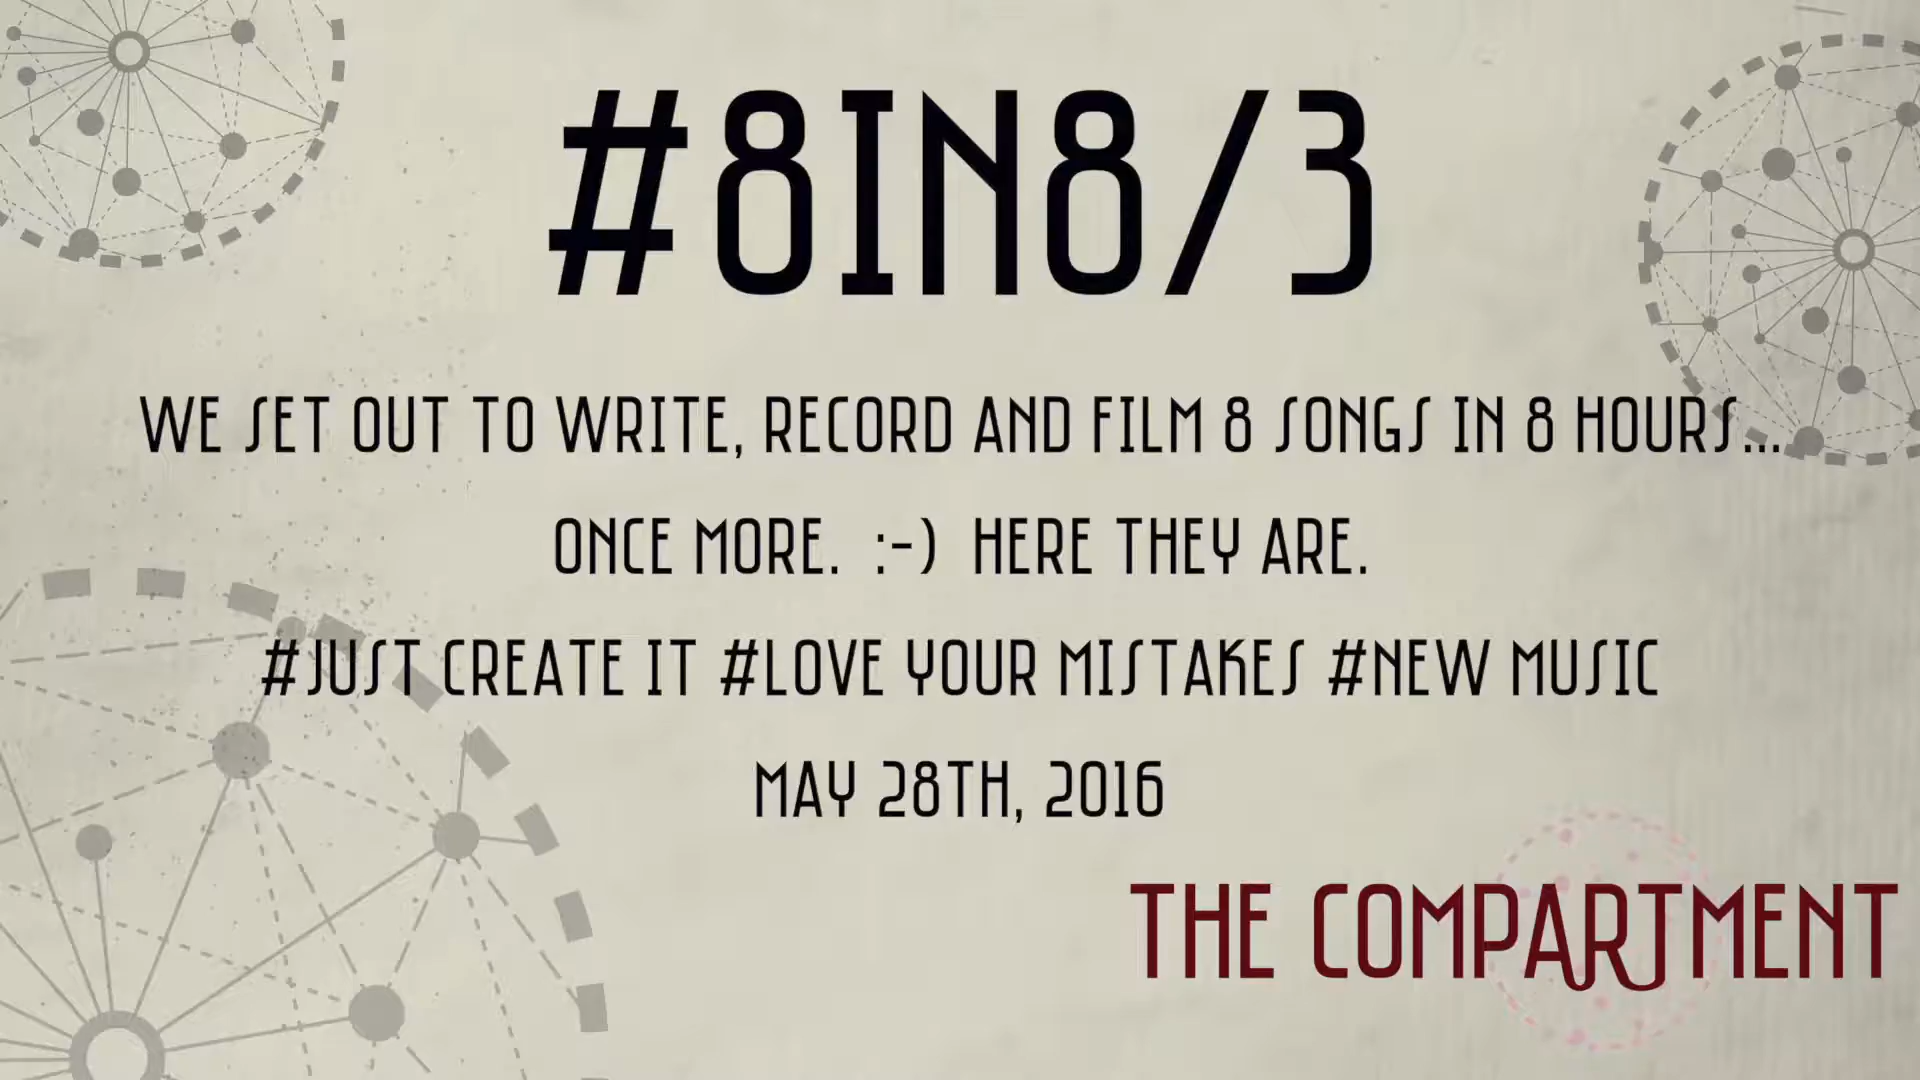 #8IN8/3
WE SET OUT TO WRITE, RECORD AND FILM 8 SONGS IN 8 HOURS...
ONCE MORE.  :-)  HERE THEY ARE.
#JUST CREATE IT #LOVE YOUR MISTAKES #NEW MUSIC
MAY 28TH, 2016
THE COMPARTMENT